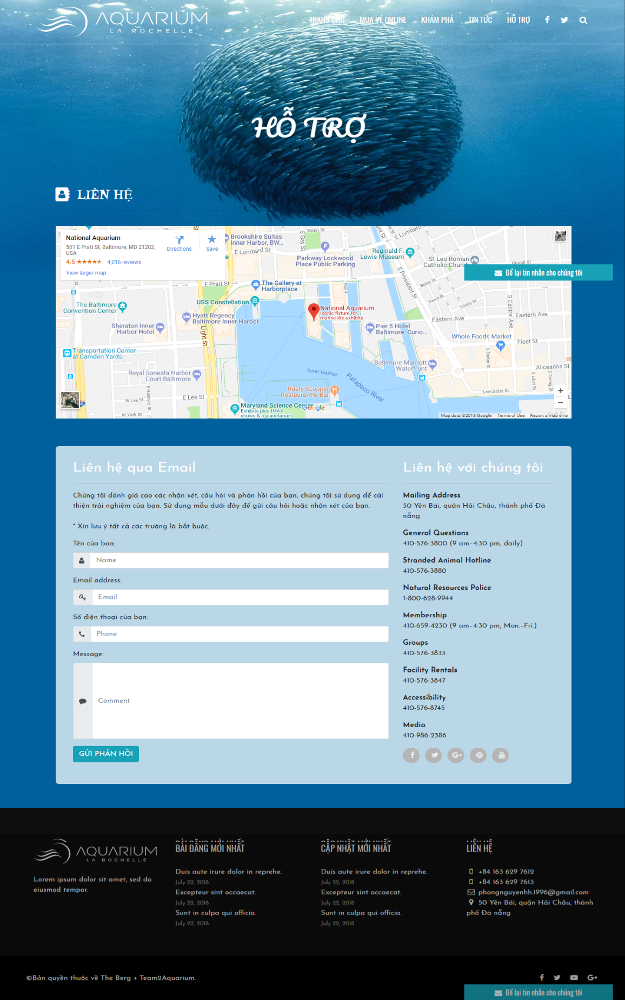 AQUARIUM
LA ROCHELLE
TRANG CHỦ
MUA VÉ ONLINE
KHÁM PHÁ
TIN TỨC
HỖ TRỢ
HỖ TRỢ
LIÊN HỆ
National Aquarium
501 E Pratt St, Baltimore, MD 21202,
USA
4.5
4,016 reviews
View larger map
Directions
Save
Brookshire Suites
Inner Harbor, BW...
E Lombard St
Water St
S Gay St
Parkway Lockwood
Place Public Parking
Reginald F.
Lewis Museum
E Lombard St
St Leo Roman
Catholic Church
Gough St
Để lại tin nhắn cho chúng tôi
S President St
Stiles St
Fawn St
Trinity St
S Central Ave
Eastern Ave
Eastern Ave
E Pratt St
The Gallery at
Harborplace
Pier 4
USS Constellation
The Baltimore
Convention Center
Hyatt Regency
Baltimore Inner Harbor
Light St
National Aquarium
Iconic fixture for
marine-life exhibits
Sheraton Inner
Harbor Hotel
Pier 5 Hotel
Baltimore, Curio...
Whole Foods Market
Fleet St
Transportation Center
at Camden Yards
S Exeter St
Baltimore Marriott
Waterfront
Aliceanna St
S Eden St
S Spring St
Royal Sonesta Harbor
Court Baltimore
Inner Harbor
Patapsco River
Rusty Scupper
Restaurant & Bar
Lancaster St
S Hanover St
W Lee St
E Lee St
W York St
Maryland Science Center
Exhibits plus IMAX
shows & a planetarium
Google
Map data ©2018 Google
Terms of Use
Report a map error
Liên hệ qua Email
Chúng tôi đánh giá cao các nhận xét, câu hỏi và phản hồi của bạn, chúng tôi sử dụng để cải
thiện trải nghiệm của bạn. Sử dụng mẫu dưới đây để gửi câu hỏi hoặc nhận xét của bạn.
* Xin lưu ý tất cả các trường là bắt buộc.
Tên của bạn:
Name
Email address:
Email
Số điện thoại của bạn:
Phone
Message:
Comment
GỬI PHẢN HỒI
Liên hệ với chúng tôi
Mailing Address
50 Yên Bái, quận Hải Châu, thành phố Đà
nẵng
General Questions
410-576-3800 (9 am–4:30 pm, daily)
Stranded Animal Hotline
410-576-3880
Natural Resources Police
1-800-628-9944
Membership
410-659-4230 (9 am–4:30 pm, Mon.–Fri.)
Groups
410-576-3833
Facility Rentals
410-576-3847
Accessibility
410-576-8745
Media
410-986-2386
AQUARIUM
LA ROCHELLE
Lorem ipsum dolor sit amet, sed do
eiusmod tempor.
BÀI ĐĂNG MỚI NHẤT
Duis aute irure dolor in reprehe.
July 22, 2018
Excepteur sint occaecat.
July 22, 2018
Sunt in culpa qui officia.
July 22, 2018
CẬP NHẬT MỚI NHẤT
Duis aute irure dolor in reprehe.
July 22, 2018
Excepteur sint occaecat.
July 22, 2018
Sunt in culpa qui officia.
July 22, 2018
LIÊN HỆ
+84 163 629 7612
+84 163 629 7613
phongnguyenhh.1996@gmail.com
50 Yên Bái, quận Hải Châu, thành
phố Đà nẵng
©Bản quyền thuộc về The Berg + Team2Aquarium.
Để lại tin nhắn cho chúng tôi